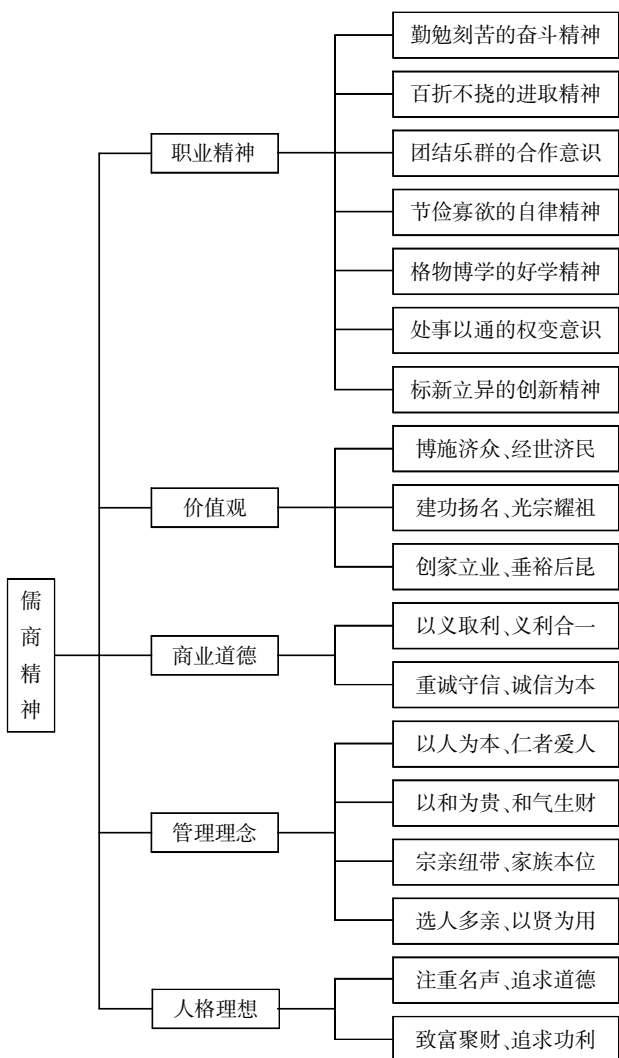 儒商精神
职业精神
勤勉刻苦的奋斗精神
百折不挠的进取精神
团结乐群的合作意识
节俭寡欲的自律精神
格物博学的好学精神
处事以通的权变意识
标新立异的创新精神
价值观
博施济众、经世济民
建功扬名、光宗耀祖
创家立业、垂裕后昆
商业道德
以义取利、义利合一
重诚守信、诚信为本
管理理念
以人为本、仁者爱人
以和为贵、和气生财
宗亲纽带、家族本位
选人多亲、以贤为用
人格理想
注重名声、追求道德
致富聚财、追求功利